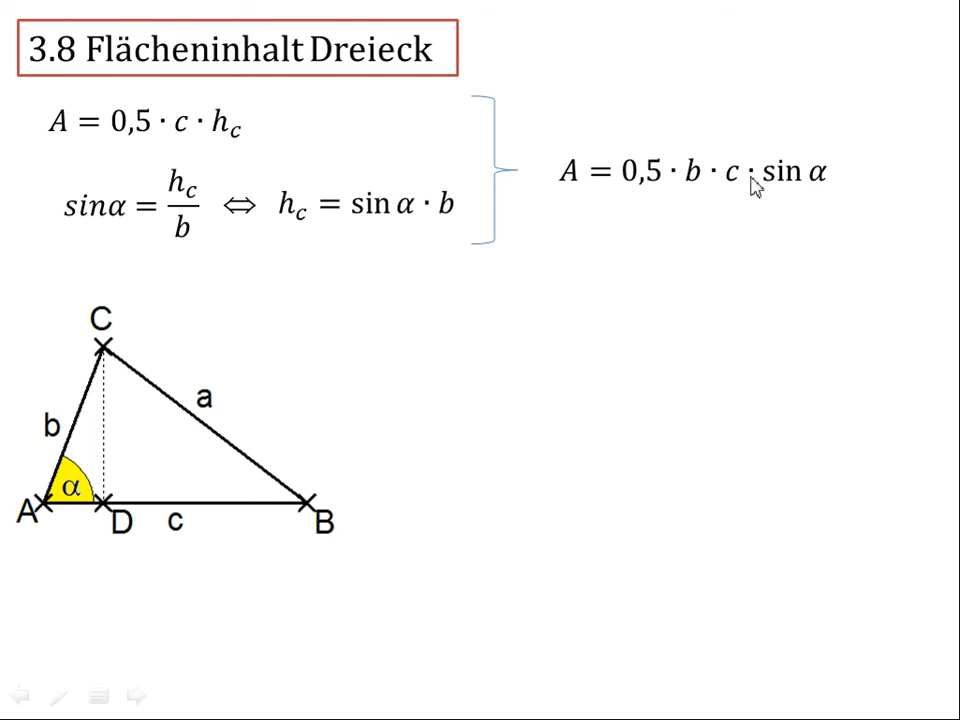 3.8 Flächeninhalt Dreieck
A = 0,5 · c · h_c
sinα = h_c / b ⇔ h_c = sin α · b
A = 0,5 · b · c · sin α
C
a
b
α
A
D
c
B